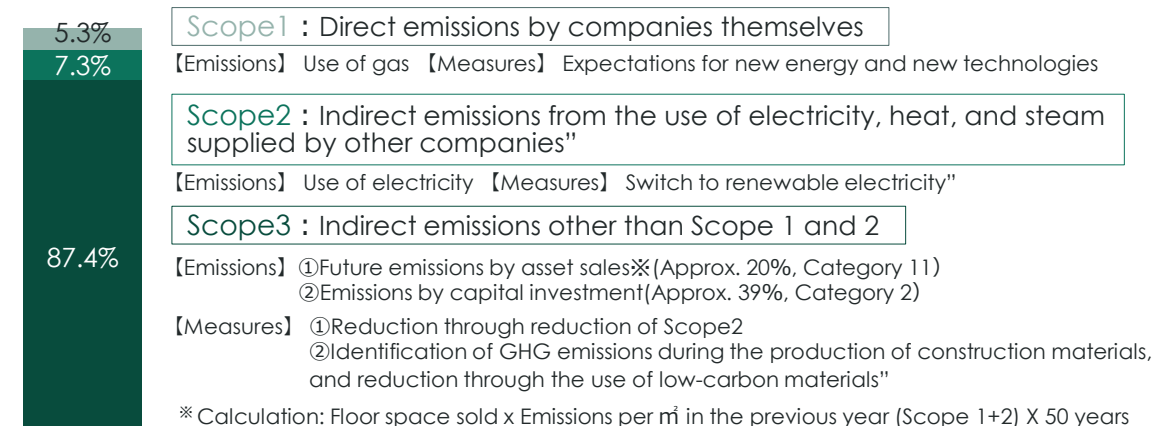 5.3%
Scope1：Direct emissions by companies themselves
7.3%
【Emissions】 Use of gas 【Measures】 Expectations for new energy and new technologies
Scope2：Indirect emissions from the use of electricity, heat, and steam
supplied by other companies”
【Emissions】 Use of electricity 【Measures】 Switch to renewable electricity”
Scope3：Indirect emissions other than Scope 1 and 2
87.4%
【Emissions】①Future emissions by asset sales※(Approx. 20%, Category 11）
②Emissions by capital investment(Approx. 39%, Category 2）
【Measures】 ①Reduction through reduction of Scope2
②Identification of GHG emissions during the production of construction materials,
and reduction through the use of low-carbon materials”
※Calculation: Floor space sold x Emissions per ㎡ in the previous year (Scope 1+2) X 50 years